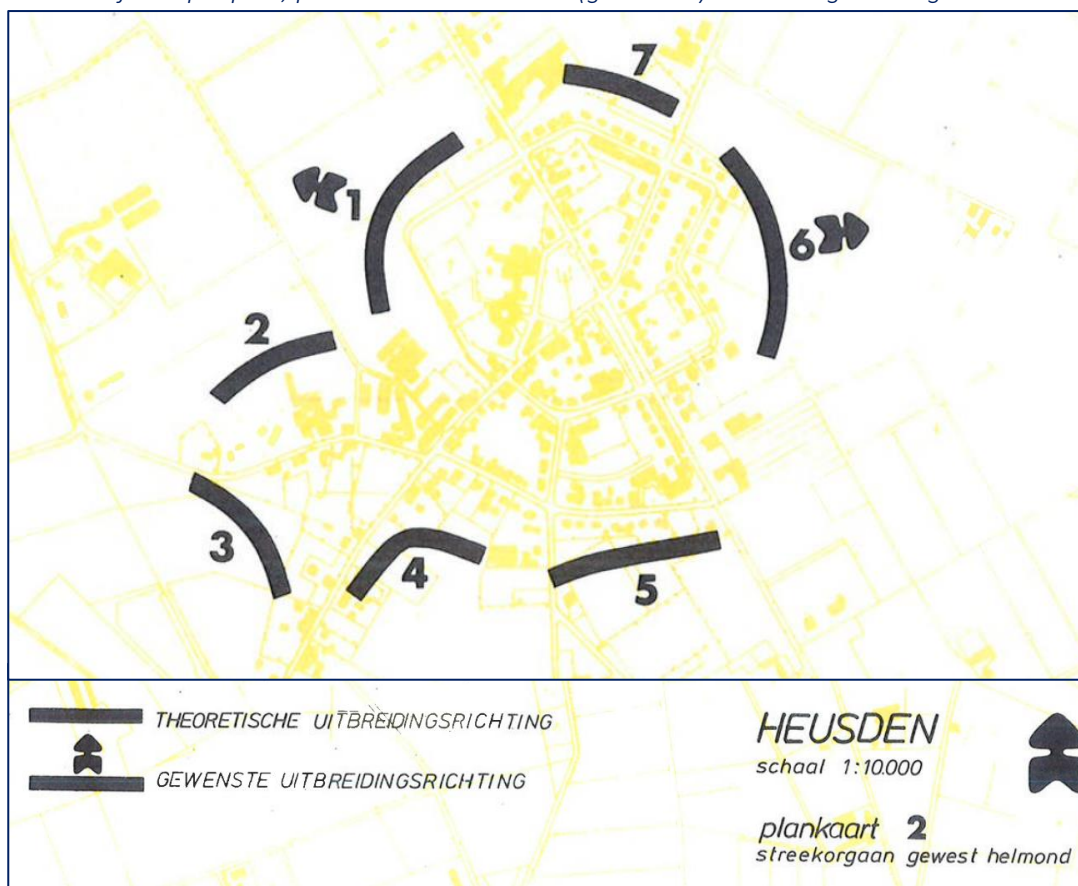 7
1
6
2
3
4
5
THEORETISCHE UITBREIDINGSRICHTING
GEWENSTE UITBREIDINGSRICHTING
HEUSDEN
schaal 1:10.000
plankaart 2
streekorgaan gewest helmond